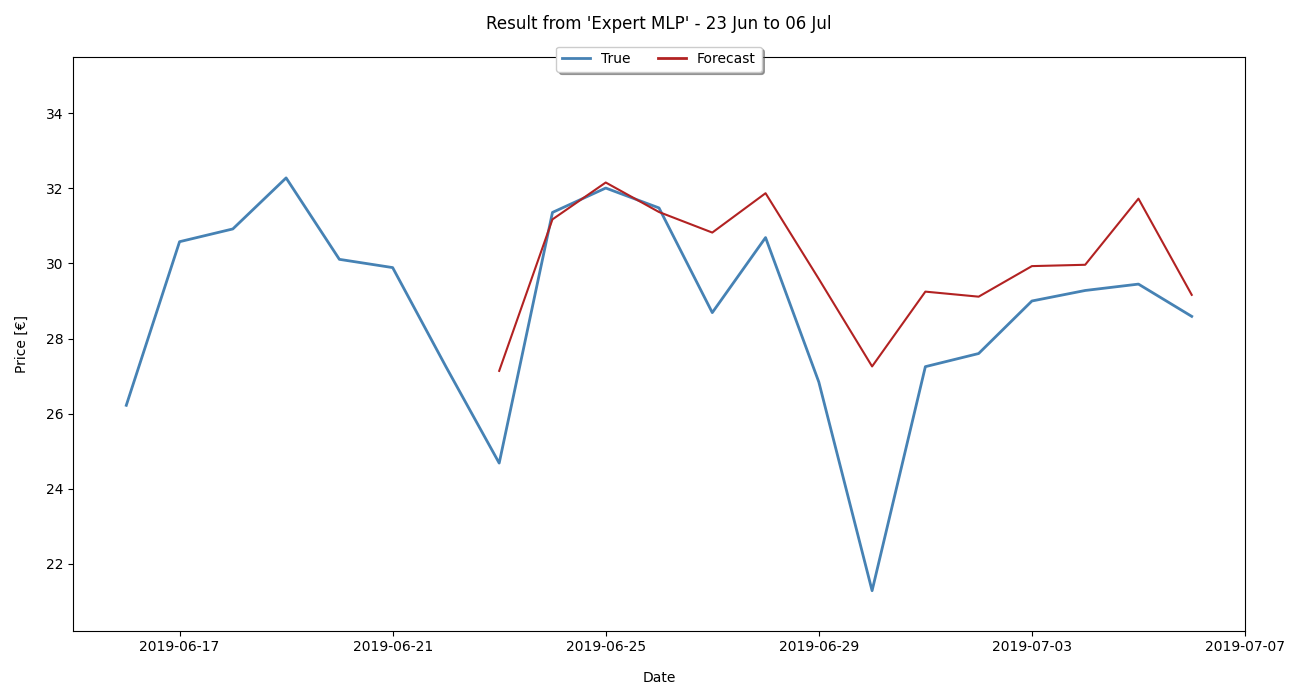 Result from 'Expert MLP' - 23 Jun to 06 Jul
True Forecast
Price [€]
34
32
30
28
26
24
22
2019-06-17 2019-06-21 2019-06-25 2019-06-29 2019-07-03 2019-07-07
Date